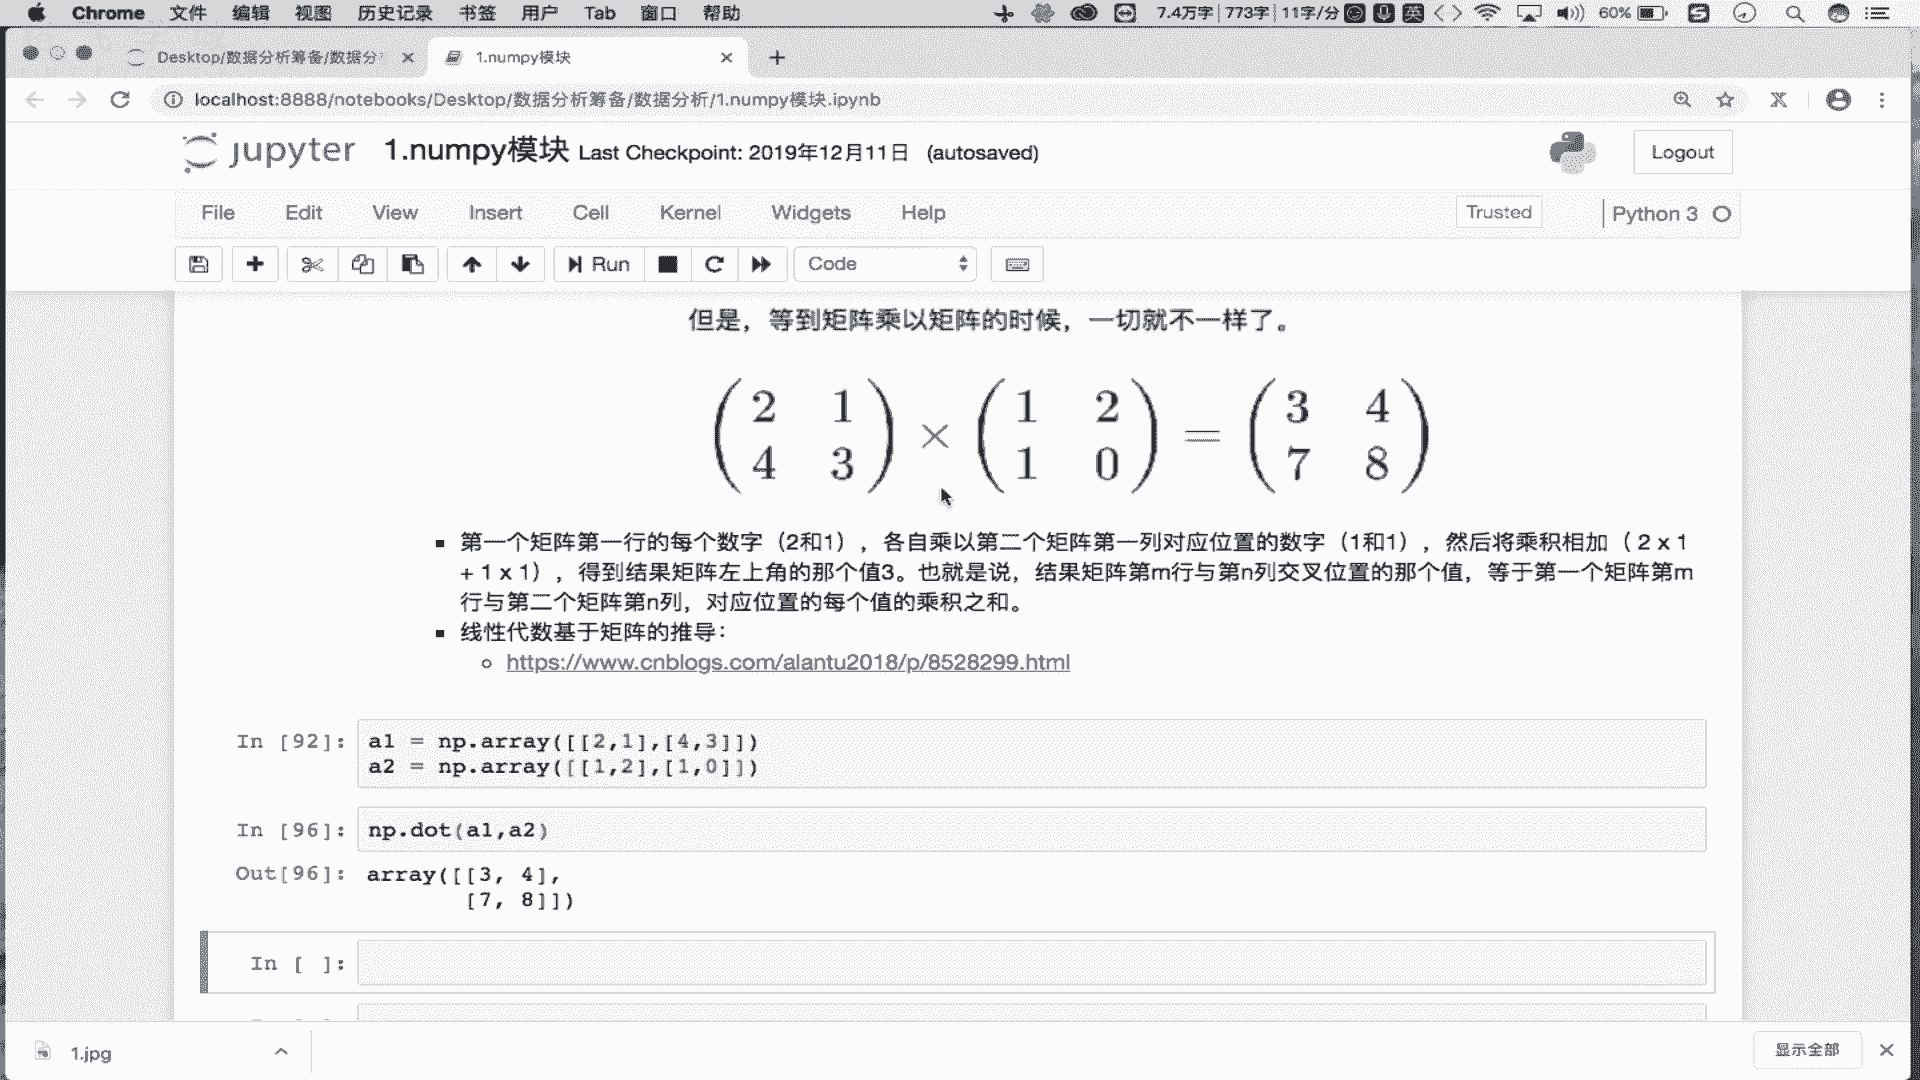 Chrome 文件 编辑 视图 历史记录 书签 用户 Tab 窗口 帮助 7.4万字 773字 11字/分 英 60%
Desktop/数据分析筹备/数据分 1.numpy模块
localhost:8888/notebooks/Desktop/数据分析筹备/数据分析/1.numpy模块.ipynb
jupyter 1.numpy模块 Last Checkpoint: 2019年12月11日 (autosaved) Logout
File Edit View Insert Cell Kernel Widgets Help Trusted Python 3
Run Code
但是，等到矩阵乘以矩阵的时候，一切就不一样了。
2 1 1 2 3 4
× =
4 3 1 0 7 8
第一个矩阵第一行的每个数字（2和1），各自乘以第二个矩阵第一列对应位置的数字（1和1），然后将乘积相加（ 2 x 1
+ 1 x 1），得到结果矩阵左上角的那个值3。也就是说，结果矩阵第m行与第n列交叉位置的那个值，等于第一个矩阵第m
行与第二个矩阵第n列，对应位置的每个值的乘积之和。
线性代数基于矩阵的推导：
https://www.cnblogs.com/alantu2018/p/8528299.html
In [92]: a1 = np.array([[2,1],[4,3]])
a2 = np.array([[1,2],[1,0]])
In [96]: np.dot(a1,a2)
Out[96]: array([[3, 4],
[7, 8]])
In [ ]:
1.jpg 显示全部